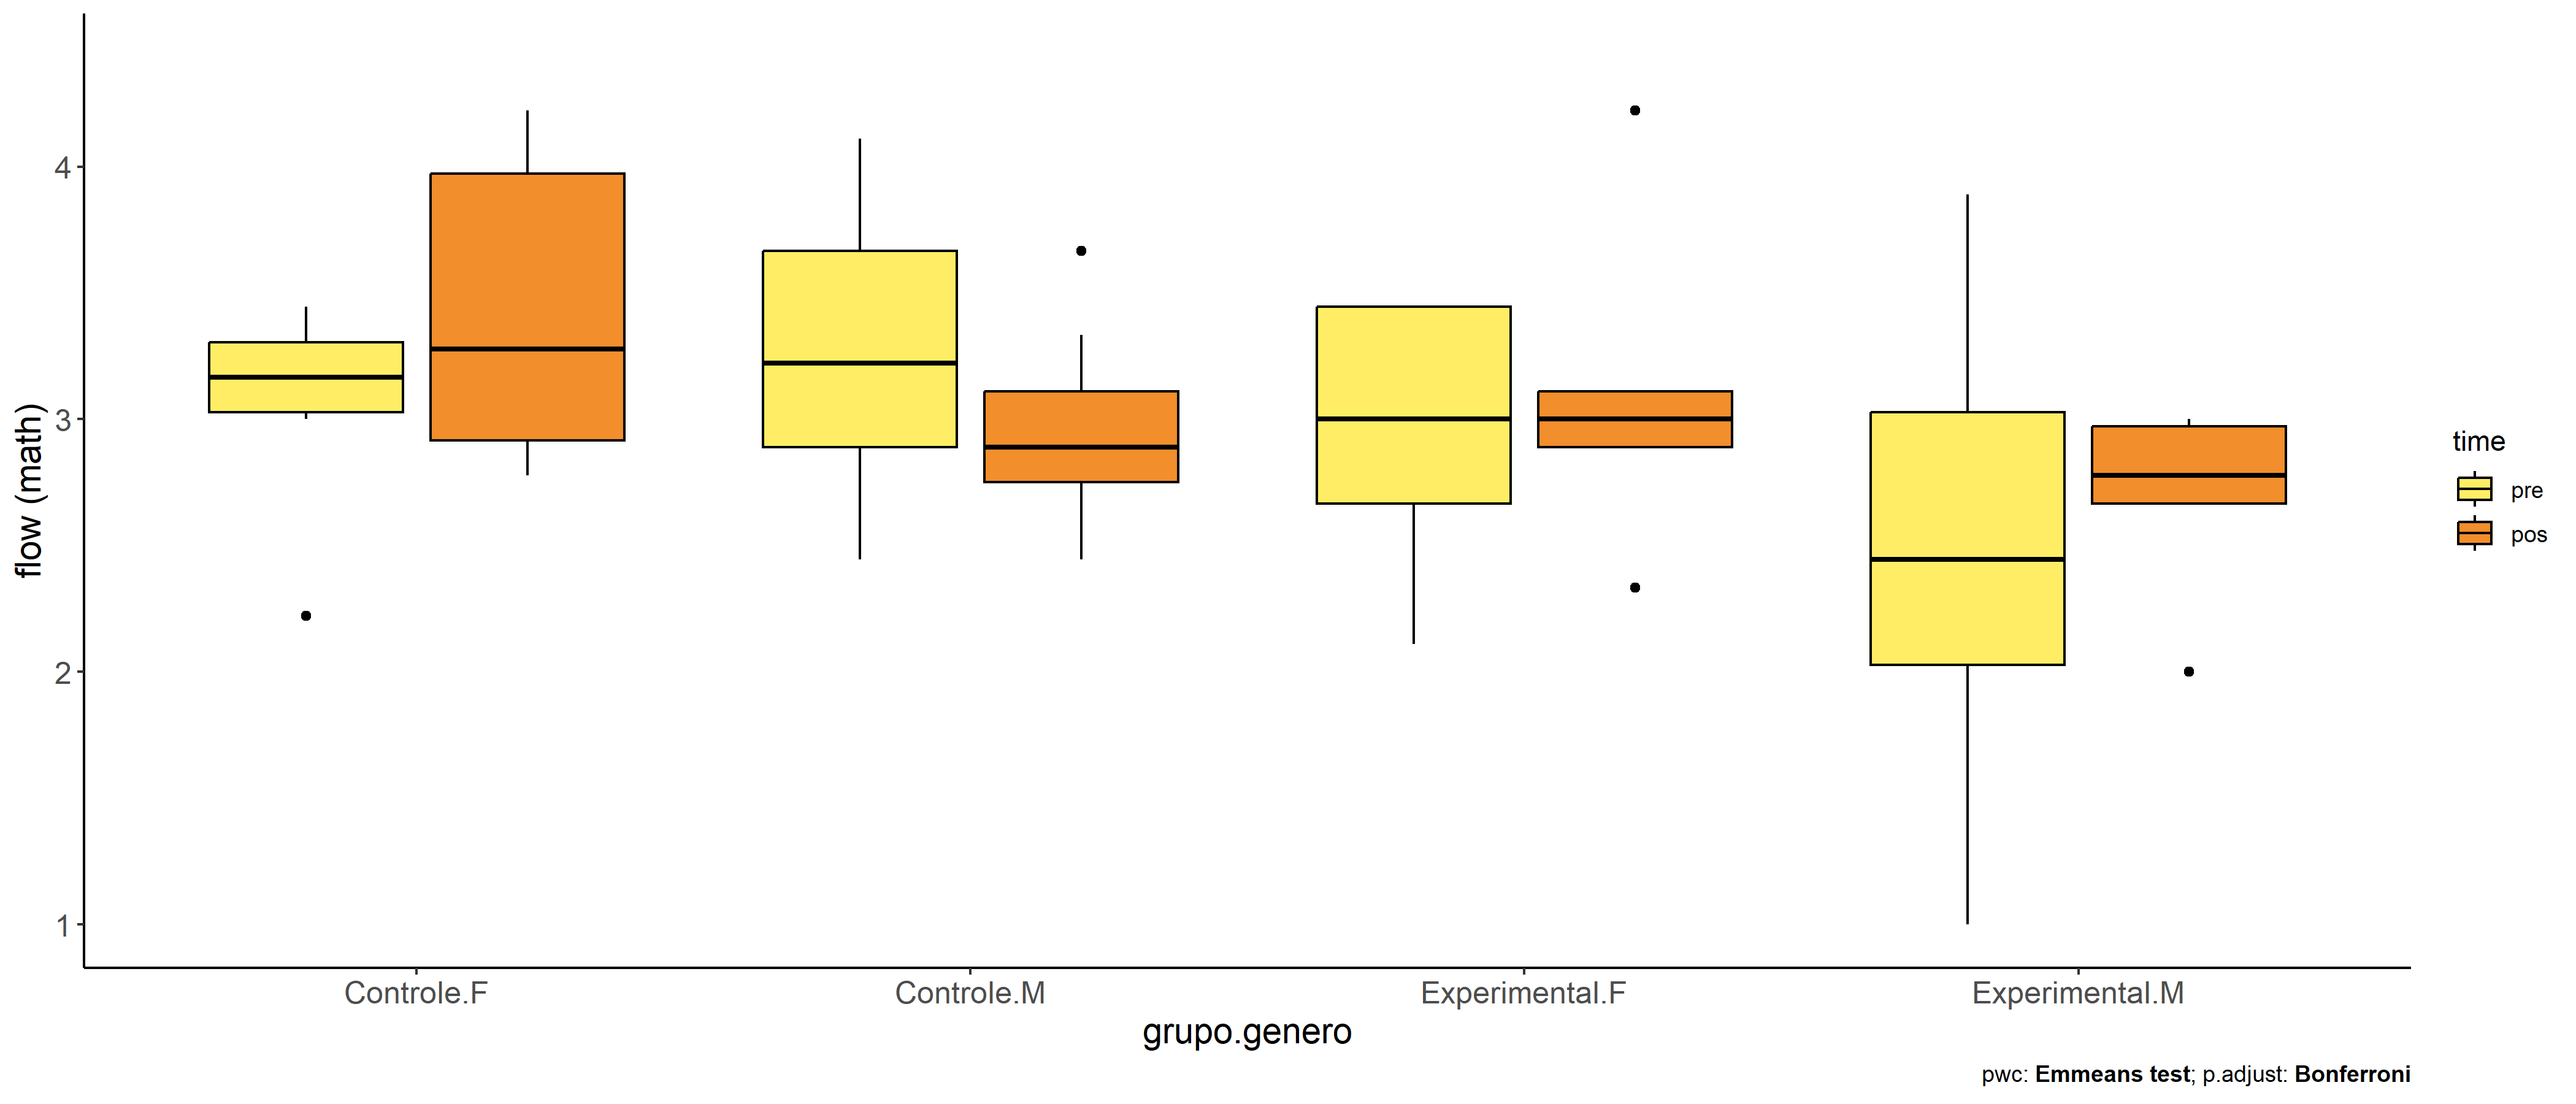 flow (math)
4
3
2
1
Controle.F
Controle.M
Experimental.F
Experimental.M
grupo.genero
time
pre
pos
pwc: Emmeans test; p.adjust: Bonferroni